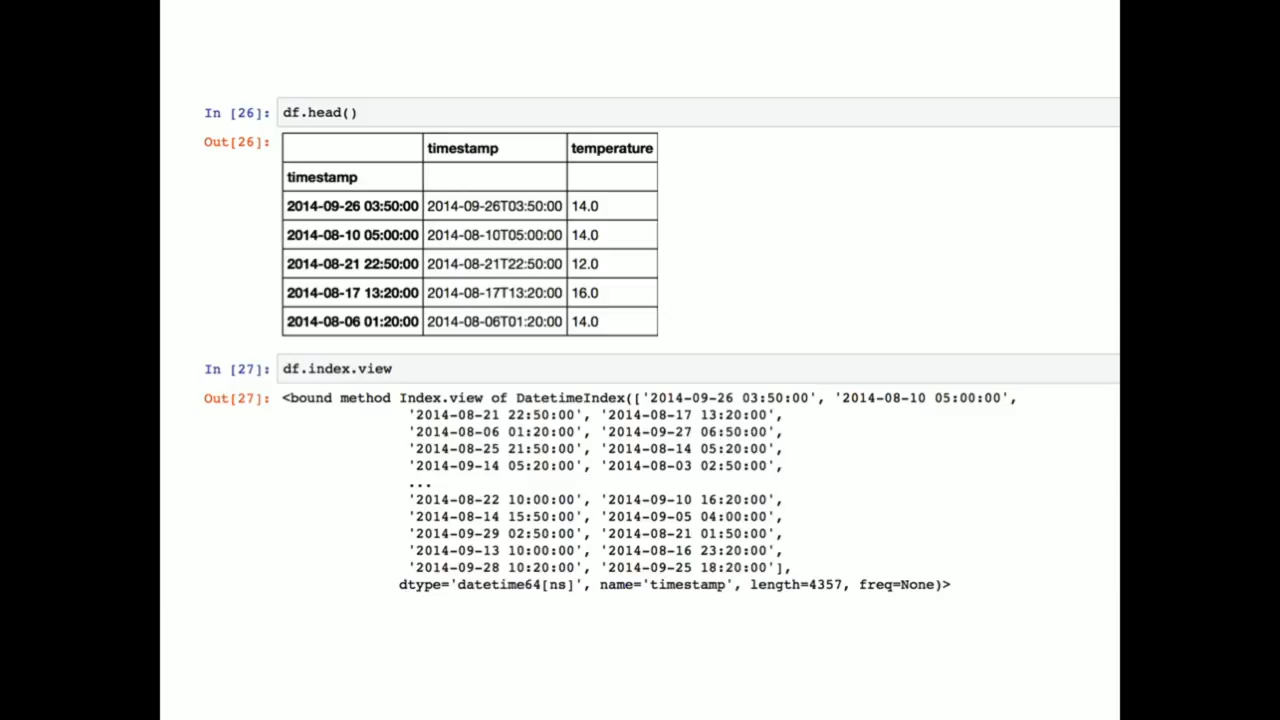 In [26]: df.head()
Out[26]:
timestamp temperature
timestamp
2014-09-26 03:50:00 2014-09-26T03:50:00 14.0
2014-08-10 05:00:00 2014-08-10T05:00:00 14.0
2014-08-21 22:50:00 2014-08-21T22:50:00 12.0
2014-08-17 13:20:00 2014-08-17T13:20:00 16.0
2014-08-06 01:20:00 2014-08-06T01:20:00 14.0
In [27]: df.index.view
Out[27]: <bound method Index.view of DatetimeIndex(['2014-09-26 03:50:00', '2014-08-10 05:00:00',
'2014-08-21 22:50:00', '2014-08-17 13:20:00',
'2014-08-06 01:20:00', '2014-09-27 06:50:00',
'2014-08-25 21:50:00', '2014-08-14 05:20:00',
'2014-09-14 05:20:00', '2014-08-03 02:50:00',
...
'2014-08-22 10:00:00', '2014-09-10 16:20:00',
'2014-08-14 15:50:00', '2014-09-05 04:00:00',
'2014-09-29 02:50:00', '2014-08-21 01:50:00',
'2014-09-13 10:00:00', '2014-08-16 23:20:00',
'2014-09-28 10:20:00', '2014-09-25 18:20:00'],
dtype='datetime64[ns]', name='timestamp', length=4357, freq=None)>